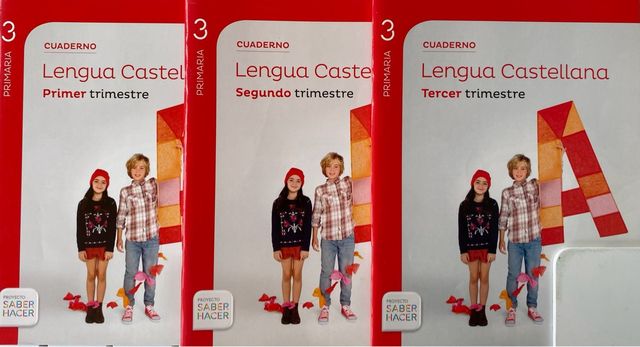 3
PRIMARIA
CUADERNO
Lengua Castel
Primer trimestre
PROYECTO
SABER
HACER
3
PRIMARIA
CUADERNO
Lengua Caste
Segundo trimestre
PROYECTO
SABER
HACER
3
PRIMARIA
CUADERNO
Lengua Castellana
Tercer trimestre
A
PROYECTO
SABER
HACER